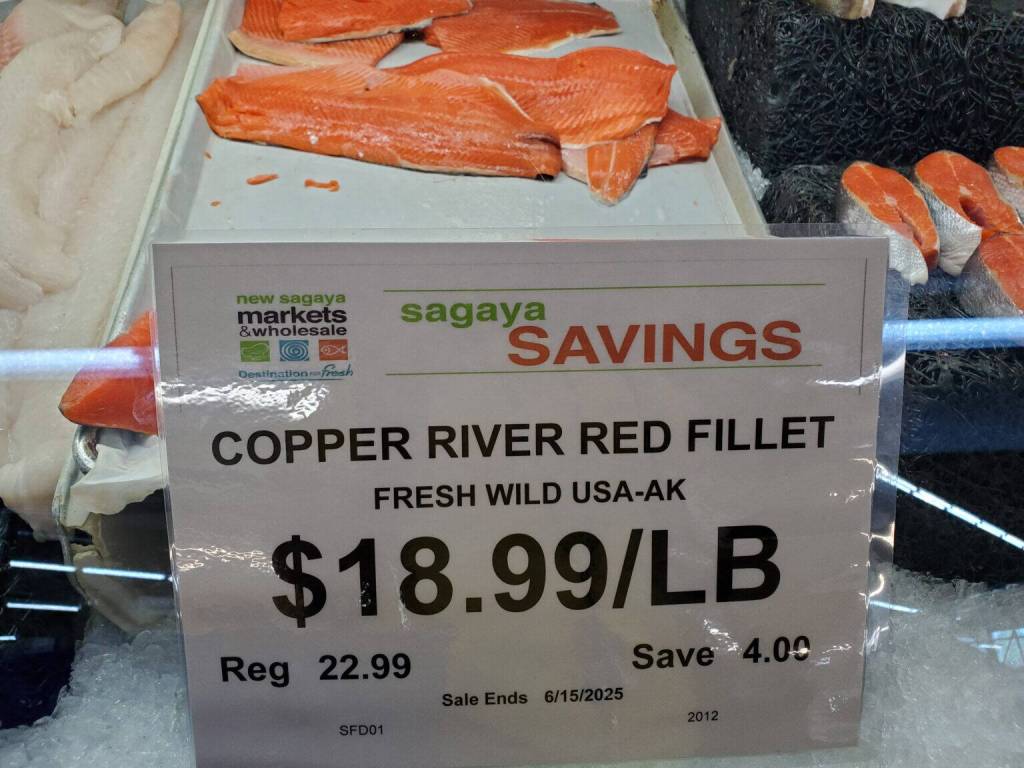 new sagaya
markets
&wholesale
Destination FOR fresh
sagaya
SAVINGS
COPPER RIVER RED FILLET
FRESH WILD USA-AK
$18.99/LB
Reg 22.99
Save 4.00
Sale Ends 6/15/2025
SFD01
2012